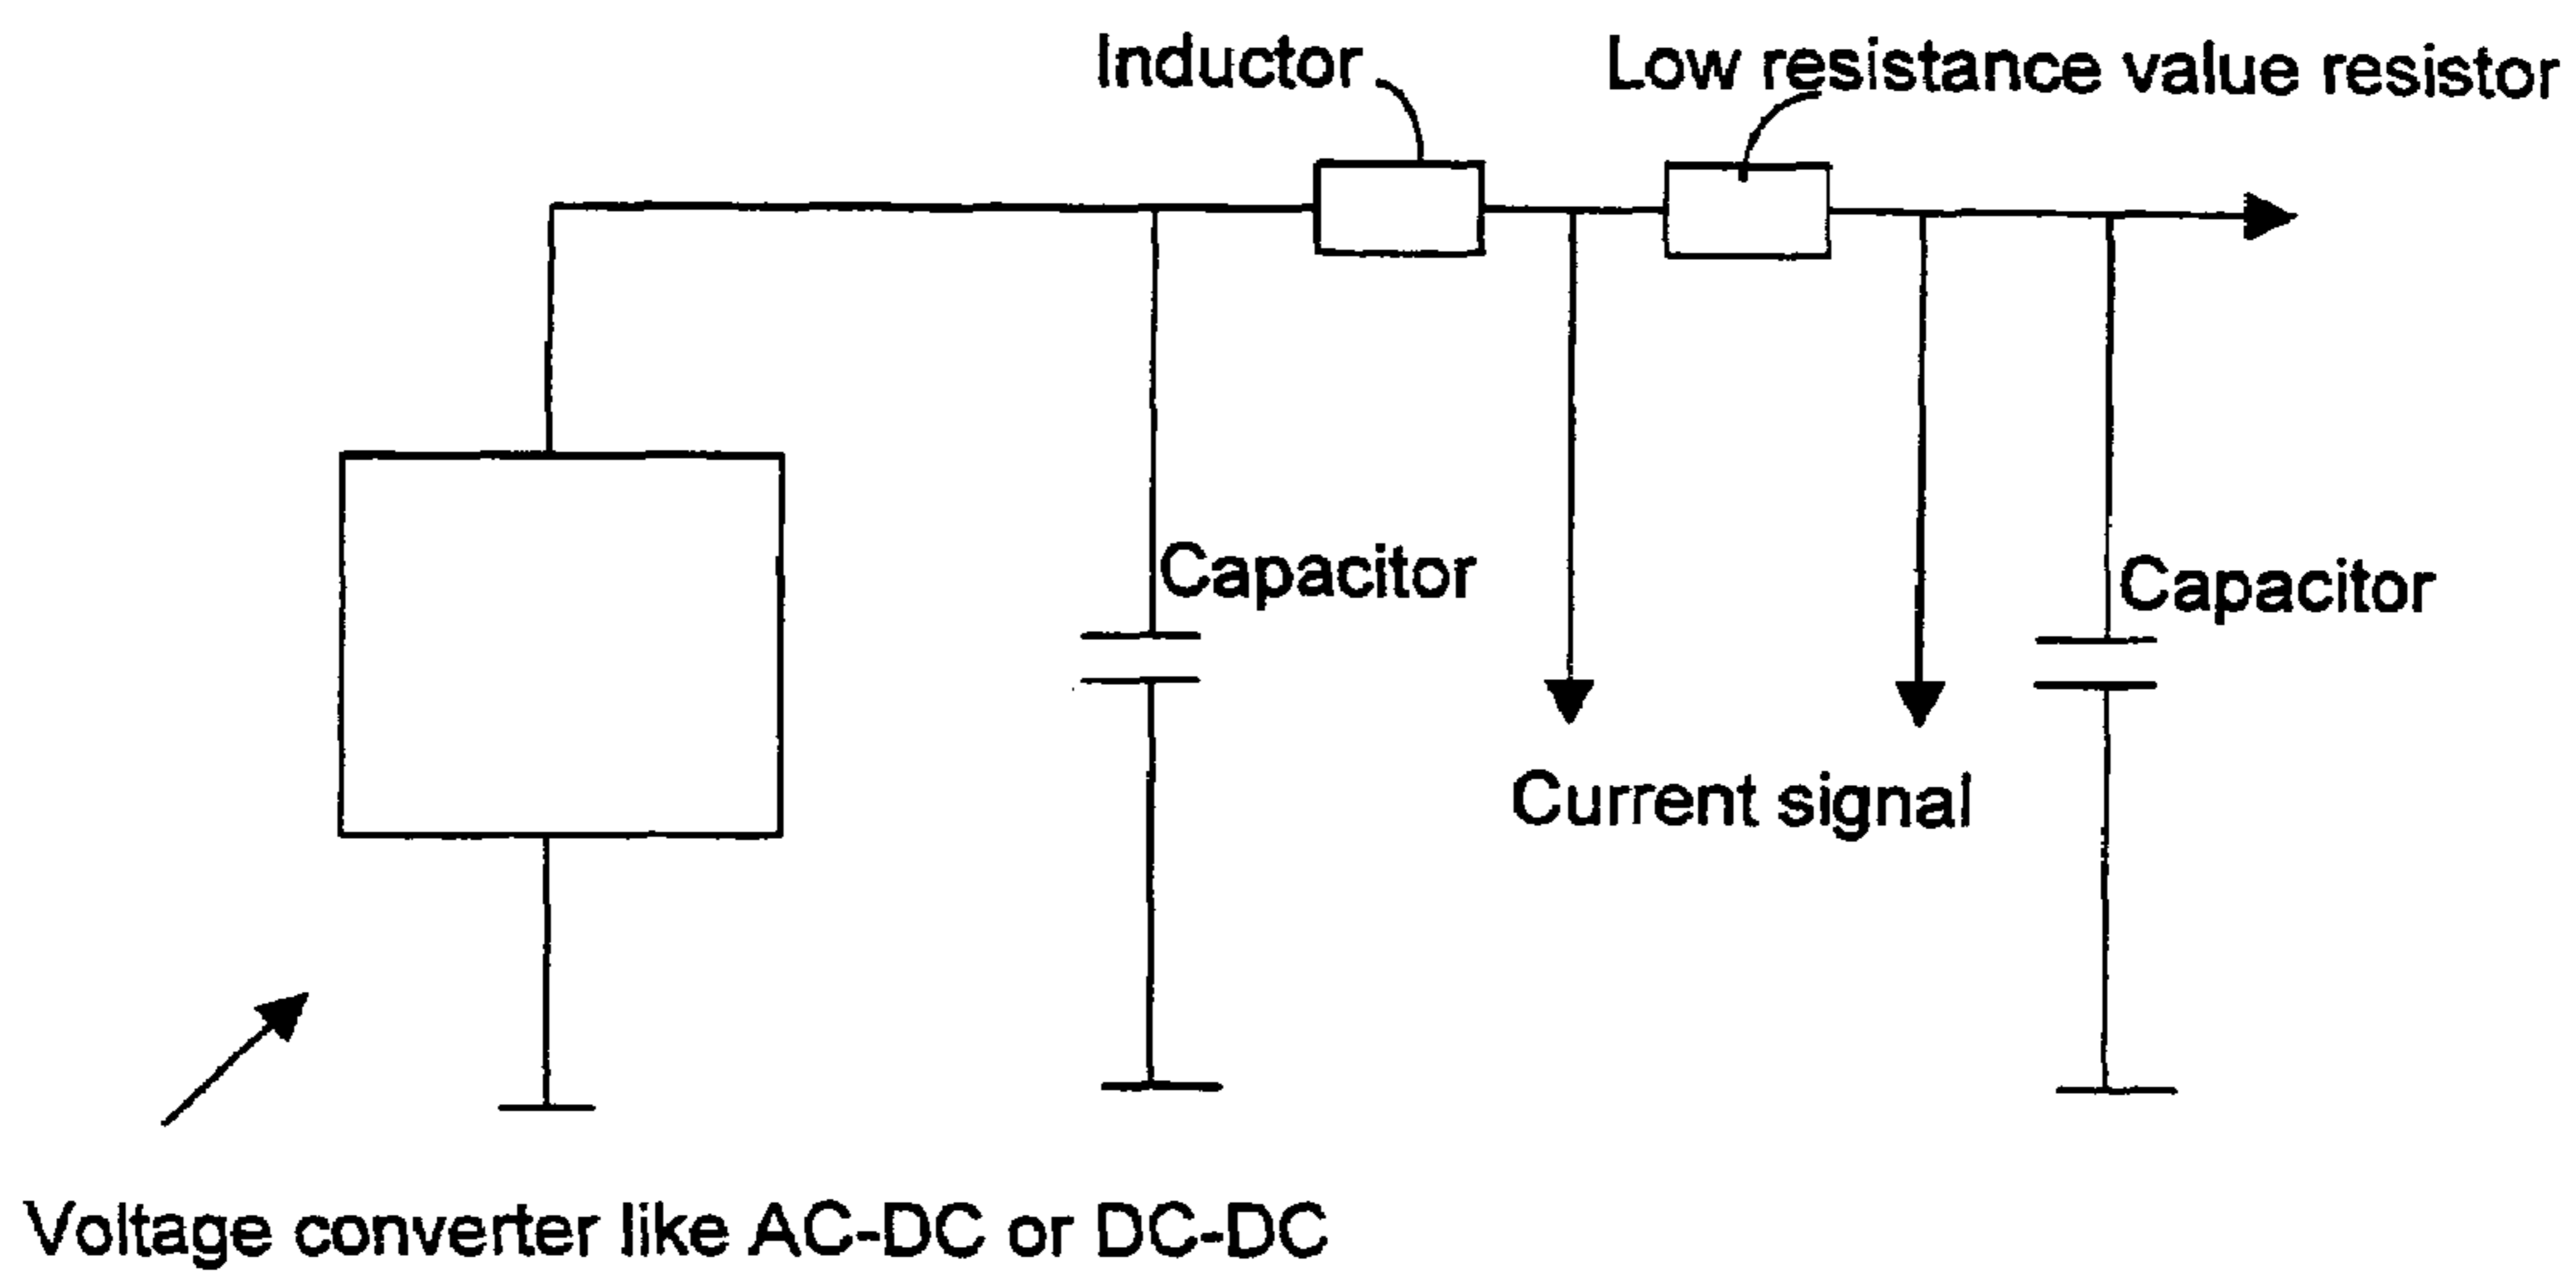 Inductor
Low resistance value resistor
Capacitor
Capacitor
Current signal
Voltage converter like AC-DC or DC-DC